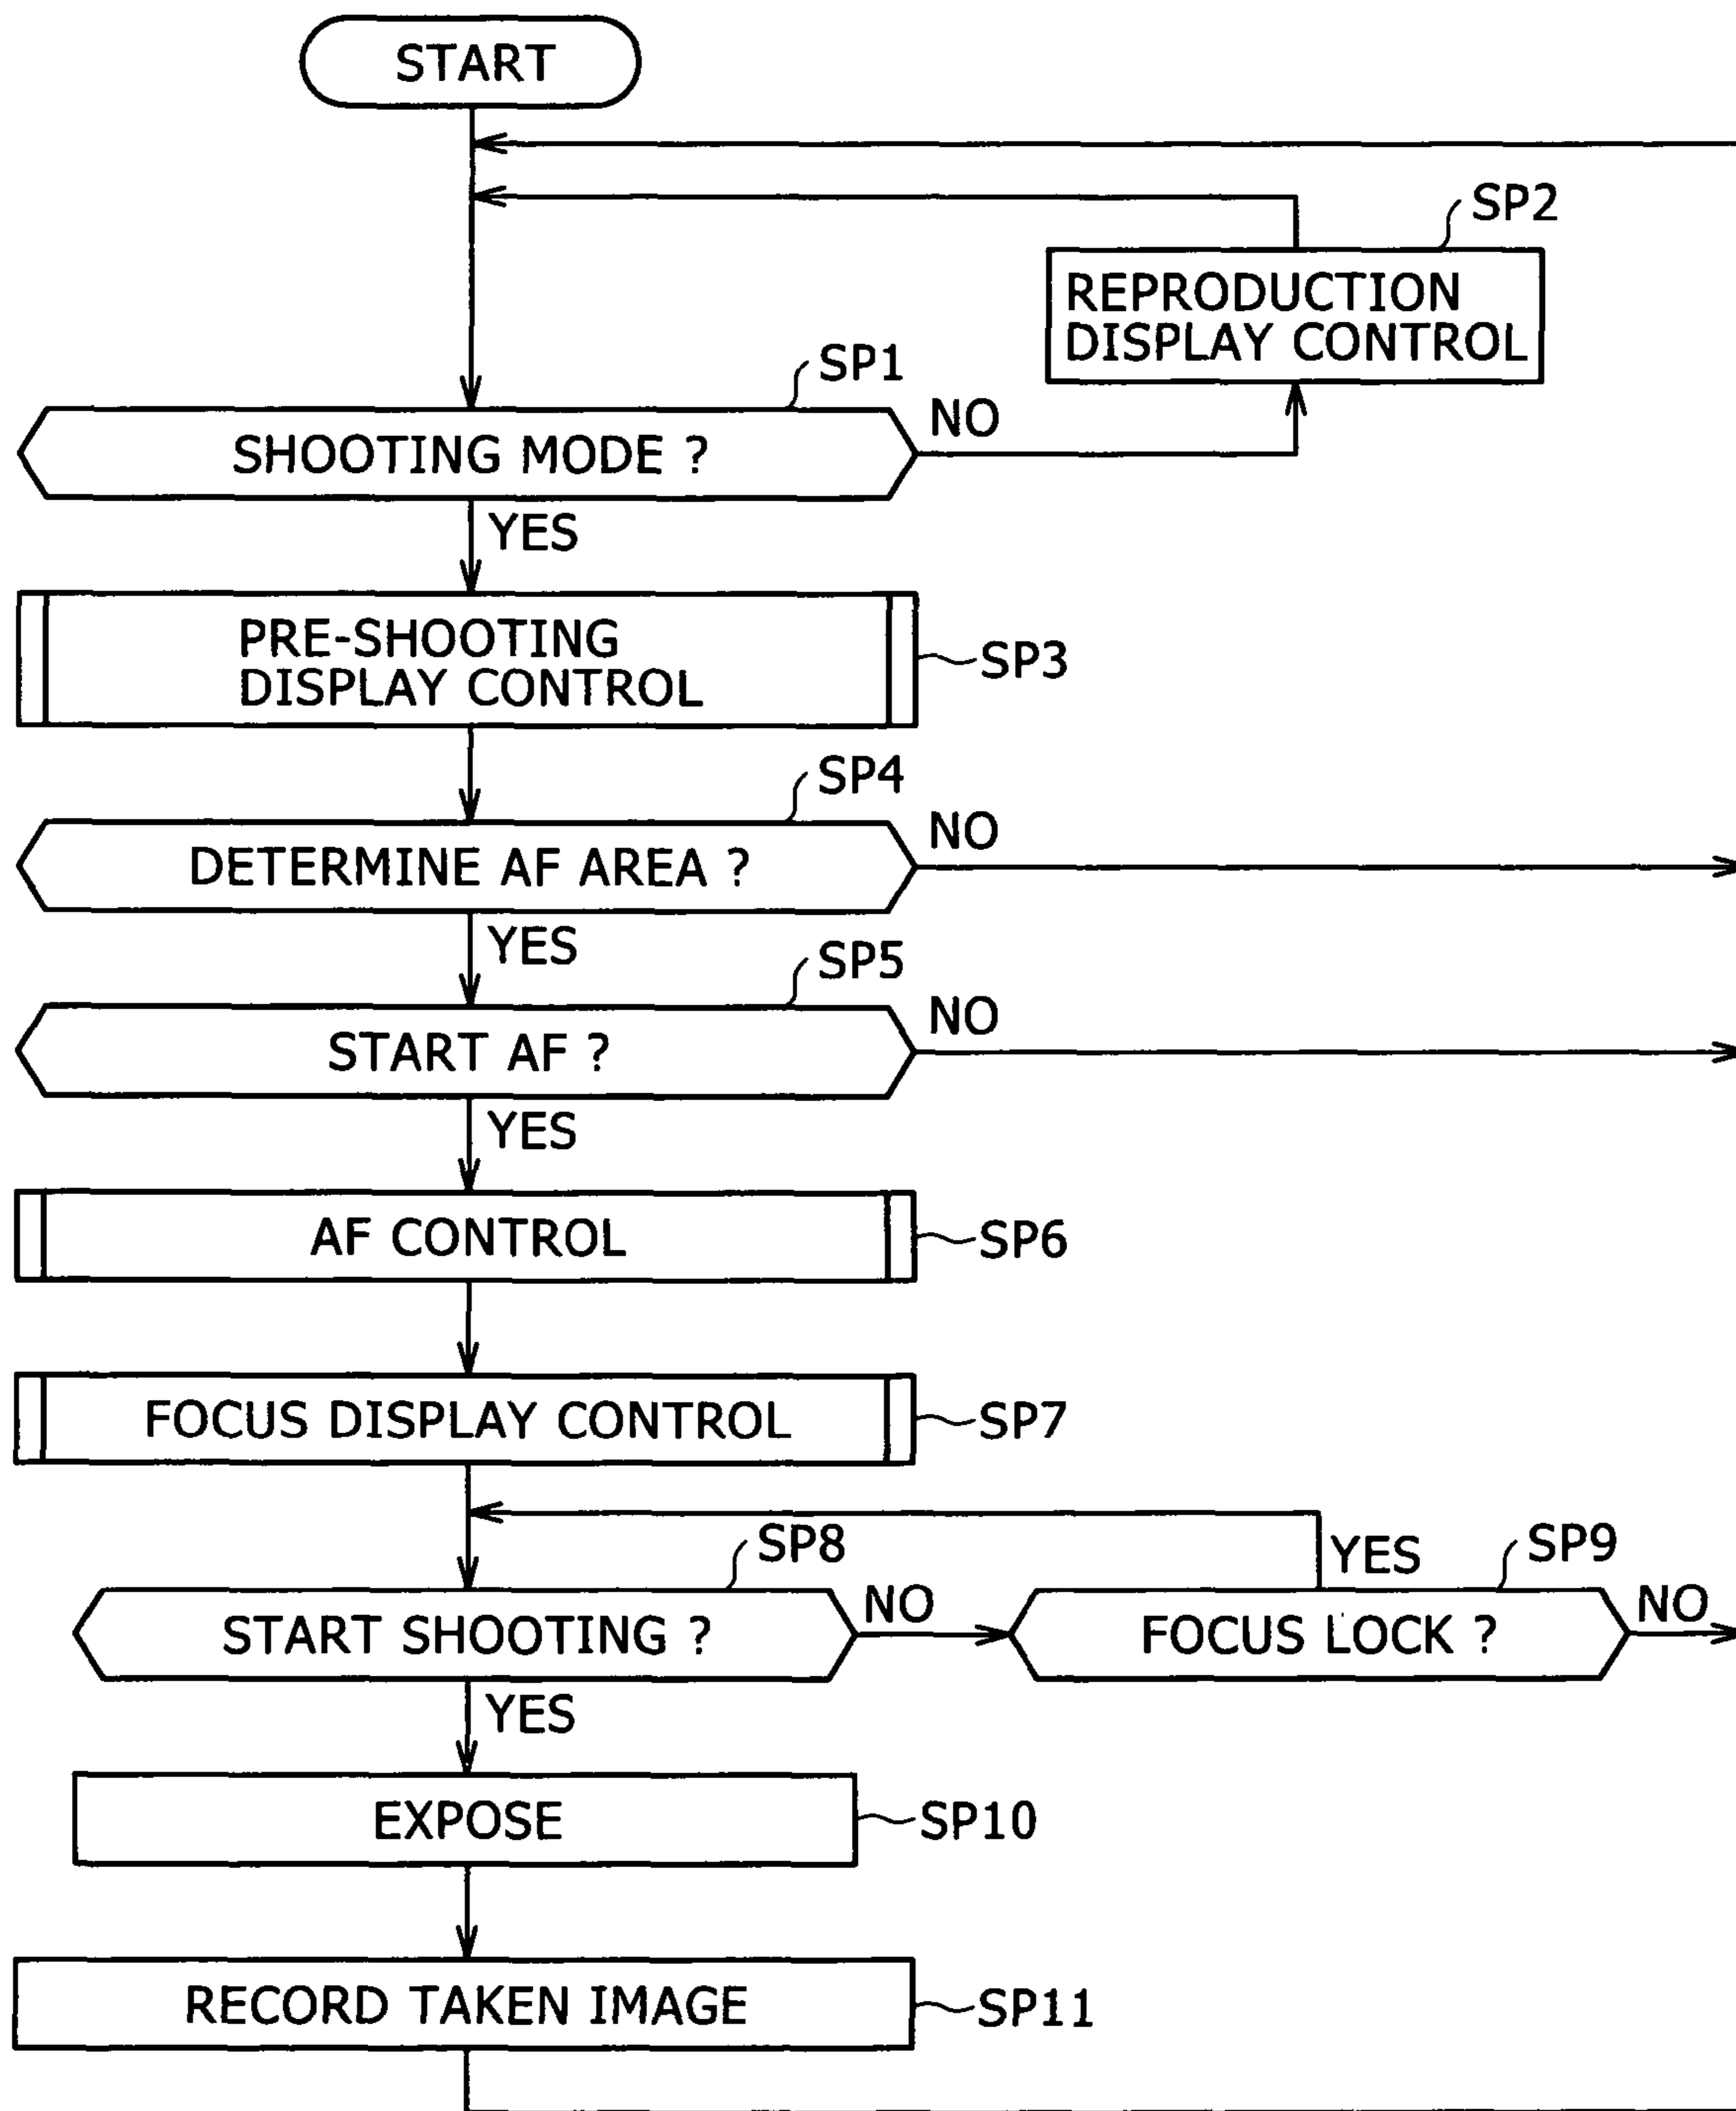 START
SP2
REPRODUCTION
DISPLAY CONTROL
SP1
SHOOTING MODE ?
NO
YES
PRE-SHOOTING
DISPLAY CONTROL
SP3
SP4
DETERMINE AF AREA ?
NO
YES
SP5
START AF ?
NO
YES
AF CONTROL
SP6
FOCUS DISPLAY CONTROL
SP7
SP8
START SHOOTING ?
NO
YES
SP9
FOCUS LOCK ?
NO
YES
EXPOSE
SP10
RECORD TAKEN IMAGE
SP11